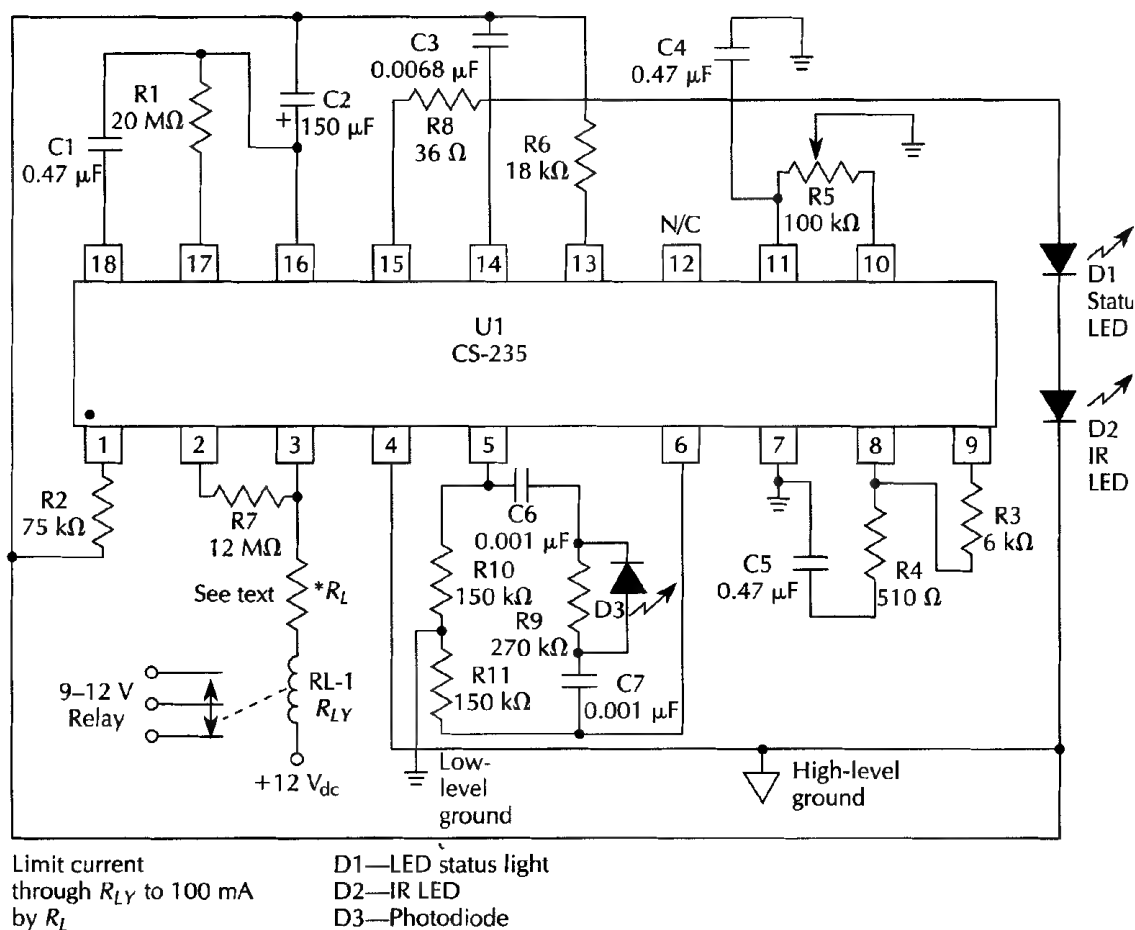 C3
0.0068 µF
C4
0.47 µF
R1
20 MΩ
C2
+ 150 µF
R8
36 Ω
C1
0.47 µF
R6
18 kΩ
R5
100 kΩ
N/C
18
17
16
15
14
13
12
11
10
D1
Statu
LED
U1
CS-235
1
2
3
4
5
6
7
8
9
D2
IR
LED
R2
75 kΩ
R7
12 MΩ
C6
0.001 µF
R3
6 kΩ
See text
*RL
R10
150 kΩ
D3
C5
0.47 µF
R4
510 Ω
R9
270 kΩ
9–12 V
Relay
RL-1
RLY
R11
150 kΩ
C7
0.001 µF
+12 Vdc
Low-
level
ground
High-level
ground
Limit current
through RLY to 100 mA
by RL
D1—LED status light
D2—IR LED
D3—Photodiode